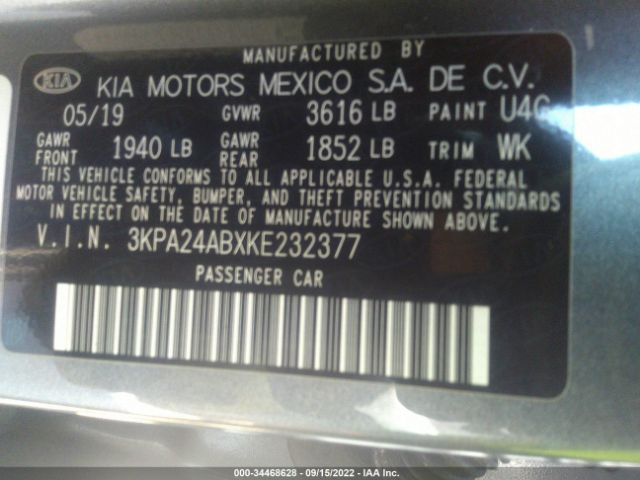 MANUFACTURED BY
KIA KIA MOTORS MEXICO S.A. DE C.V.
05/19 GVWR 3616 LB PAINT U4G
GAWR FRONT 1940 LB GAWR REAR 1852 LB TRIM WK
THIS VEHICLE CONFORMS TO ALL APPLICABLE U.S.A. FEDERAL
MOTOR VEHICLE SAFETY, BUMPER, AND THEFT PREVENTION STANDARDS
IN EFFECT ON THE DATE OF MANUFACTURE SHOWN ABOVE.
V.I.N. 3KPA24ABXKE232377
PASSENGER CAR
000-34468628 - 09/15/2022 - IAA Inc.